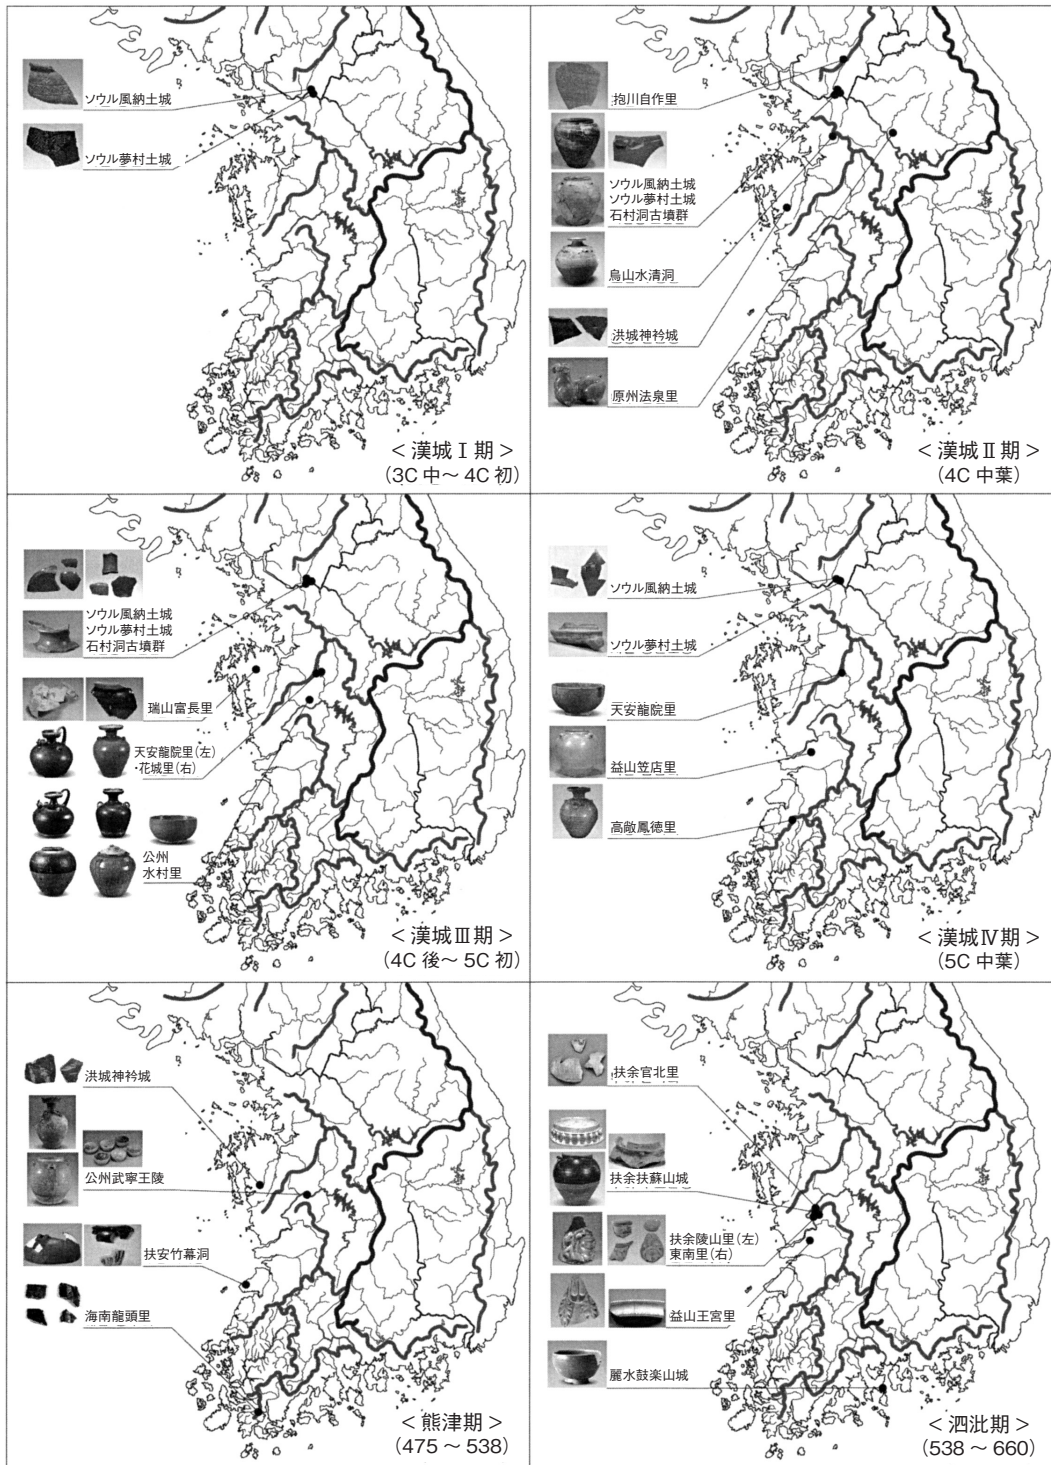 ソウル風納土城
ソウル夢村土城
＜漢城Ⅰ期＞
（3C 中～ 4C 初）
抱川自作里
ソウル風納土城
ソウル夢村土城
石村洞古墳群
烏山水清洞
洪城神衿城
原州法泉里
＜漢城Ⅱ期＞
（4C 中葉）
ソウル風納土城
ソウル夢村土城
石村洞古墳群
瑞山富長里
天安龍院里（左）
・花城里（右）
公州
水村里
＜漢城Ⅲ期＞
（4C 後～ 5C 初）
ソウル風納土城
ソウル夢村土城
天安龍院里
益山笠店里
高敞鳳徳里
＜漢城Ⅳ期＞
（5C 中葉）
洪城神衿城
公州武寧王陵
扶安竹幕洞
海南龍頭里
＜熊津期＞
（475 ～ 538）
扶余官北里
扶余扶蘇山城
扶余陵山里（左）
東南里（右）
益山王宮里
麗水鼓楽山城
＜泗沘期＞
（538 ～ 660）